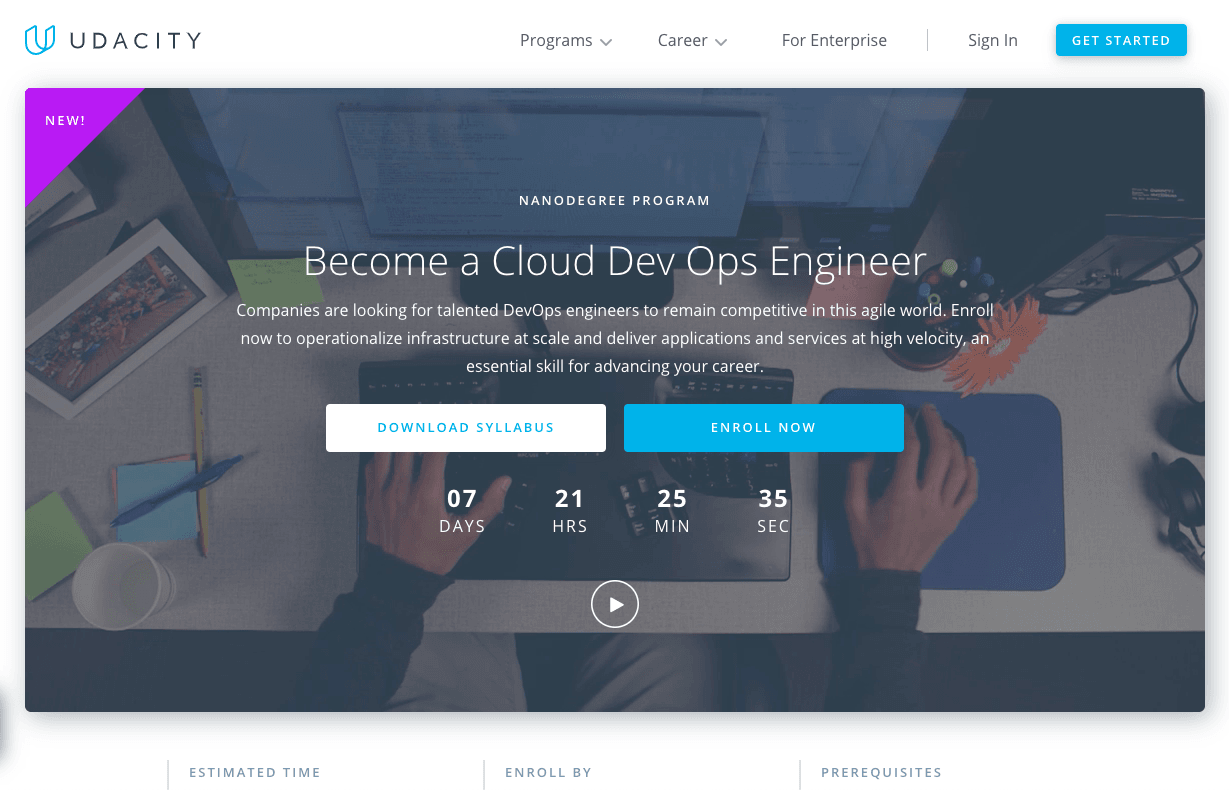 UDACITY
Programs
Career
For Enterprise
Sign In
GET STARTED
NEW!
NANODEGREE PROGRAM
Become a Cloud Dev Ops Engineer
Companies are looking for talented DevOps engineers to remain competitive in this agile world. Enroll
now to operationalize infrastructure at scale and deliver applications and services at high velocity, an
essential skill for advancing your career.
DOWNLOAD SYLLABUS
ENROLL NOW
07 21 25 35
DAYS HRS MIN SEC
ESTIMATED TIME
ENROLL BY
PREREQUISITES